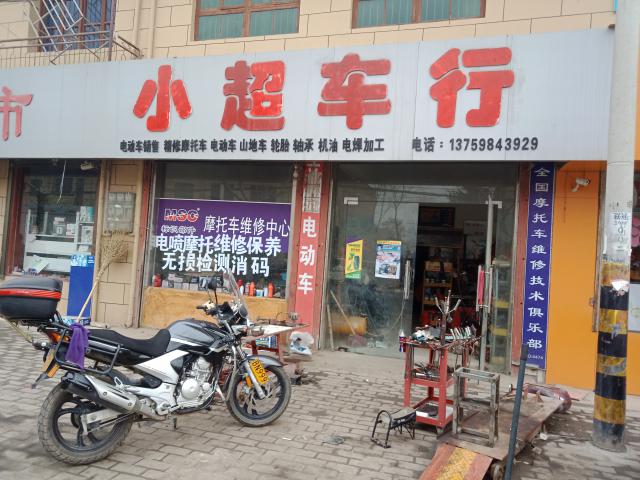 市
小超车行
电动车销售 精修摩托车 电动车 山地车 轮胎 轴承 机油 电焊加工
电话：13759843929
MSC
摩托车维修中心
电喷摩托维修保养
无损检测消码
电动车
全国摩托车维修技术俱乐部